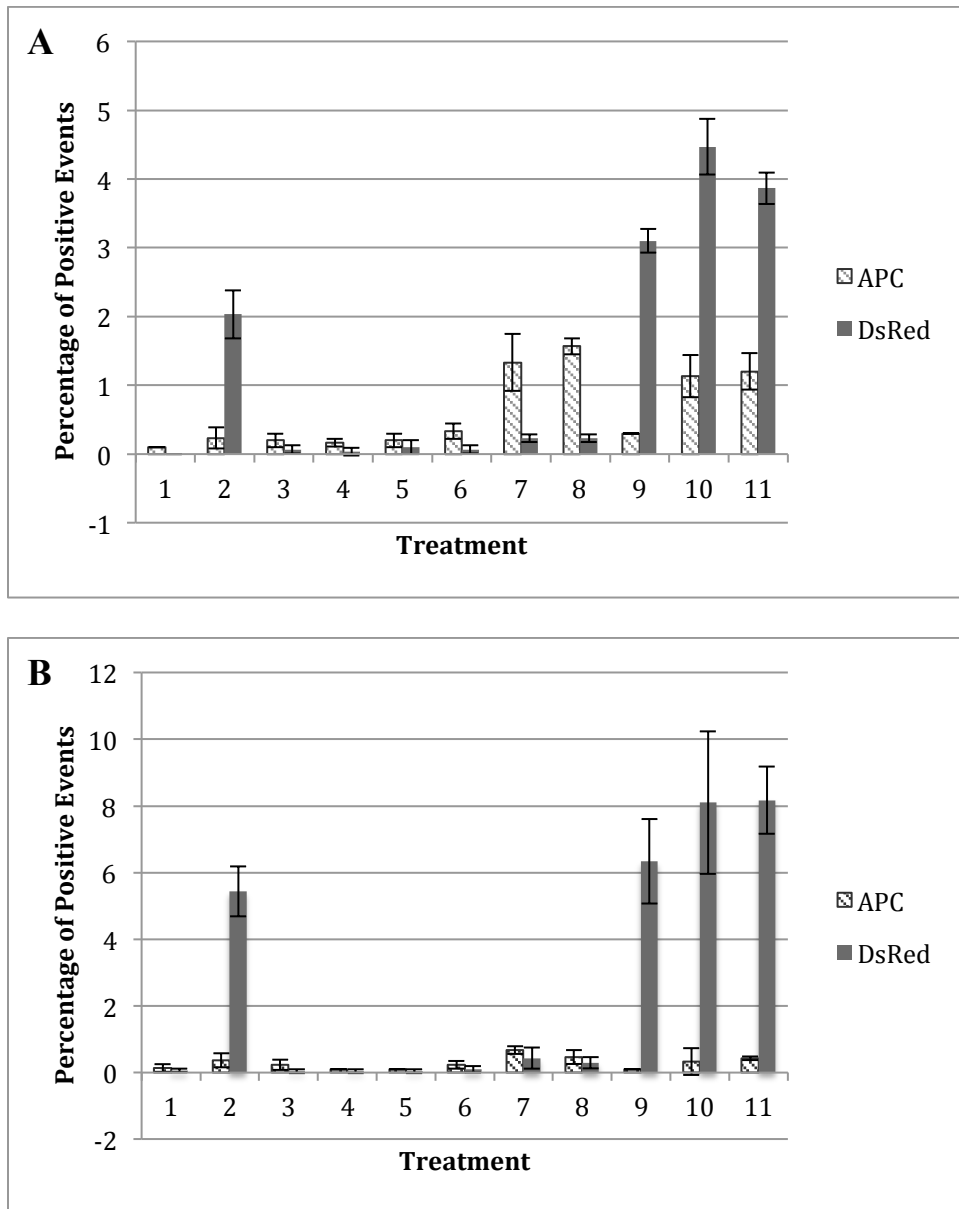 A
Percentage of Positive Events
6
5
4
3
2
1
0
-1
1 2 3 4 5 6 7 8 9 10 11
Treatment
APC
DsRed
B
Percentage of Positive Events
12
10
8
6
4
2
0
-2
1 2 3 4 5 6 7 8 9 10 11
Treatment
APC
DsRed